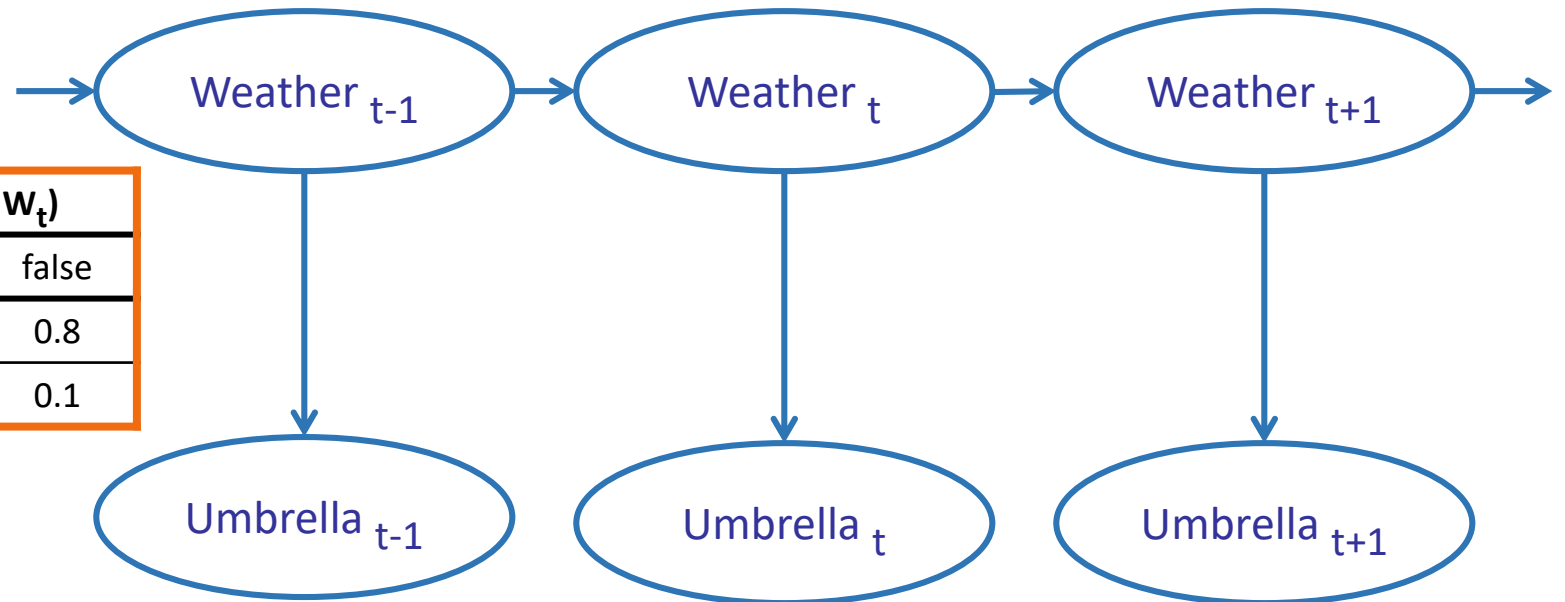 Weather t-1
Weather t
Weather t+1
Wt)
false
0.8
0.1
Umbrella t-1
Umbrella t
Umbrella t+1